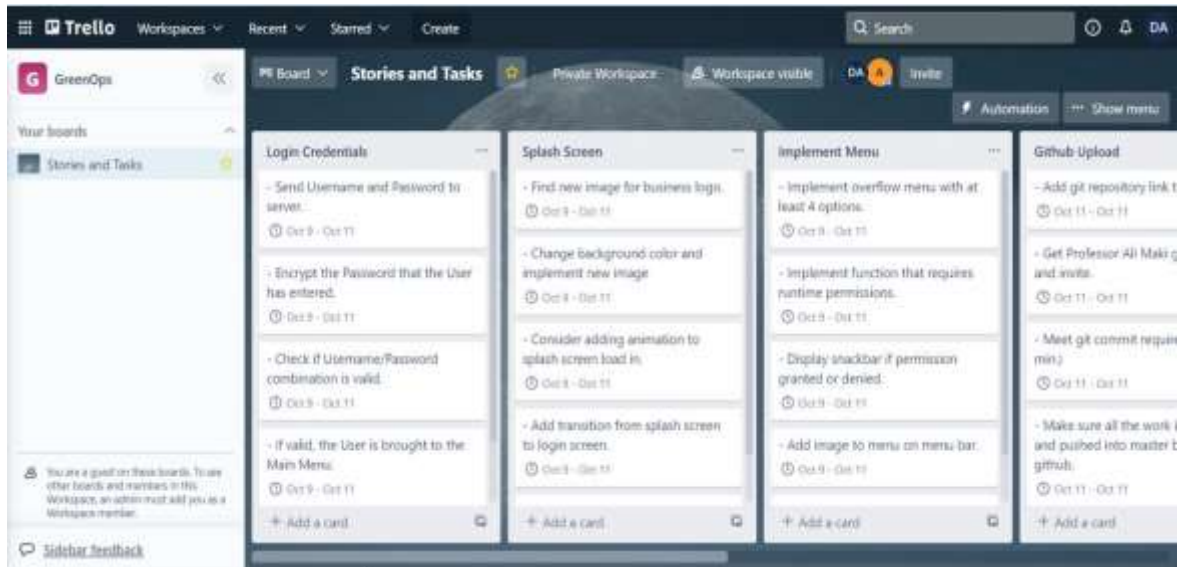 Trello Workspaces Recent Starred Create Search DA
G GreenOps
Board Stories and Tasks Private Workspace Workspace visible DA A Invite
Automation ... Show menu
Your boards
Stories and Tasks
You are a guest on these boards. To see
other boards and members in this
Workspace, an admin must add you as a
Workspace member.
Sidebar feedback
Login Credentials ...
- Send Username and Password to
server.
Oct 9 - Oct 11
- Encrypt the Password that the User
has entered.
Oct 9 - Oct 11
- Check if Username/Password
combination is valid.
Oct 9 - Oct 11
- If valid, the User is brought to the
Main Menu.
Oct 9 - Oct 11
+ Add a card
Splash Screen ...
- Find new image for business logo.
Oct 9 - Oct 11
- Change background color and
implement new image
Oct 9 - Oct 11
- Consider adding animation to
splash screen load in.
Oct 9 - Oct 11
- Add transition from splash screen
to login screen.
Oct 9 - Oct 11
+ Add a card
Implement Menu ...
- Implement overflow menu with at
least 4 options.
Oct 9 - Oct 11
- Implement function that requires
runtime permissions.
Oct 9 - Oct 11
- Display snackbar if permission
granted or denied.
Oct 9 - Oct 11
- Add image to menu on menu bar.
Oct 9 - Oct 11
+ Add a card
Github Upload
- Add git repository link t
Oct 11 - Oct 11
- Get Professor Ali Maki g
and invite.
Oct 11 - Oct 11
- Meet git commit require
min.)
Oct 11 - Oct 11
- Make sure all the work i
and pushed into master b
github.
Oct 11 - Oct 11
+ Add a card